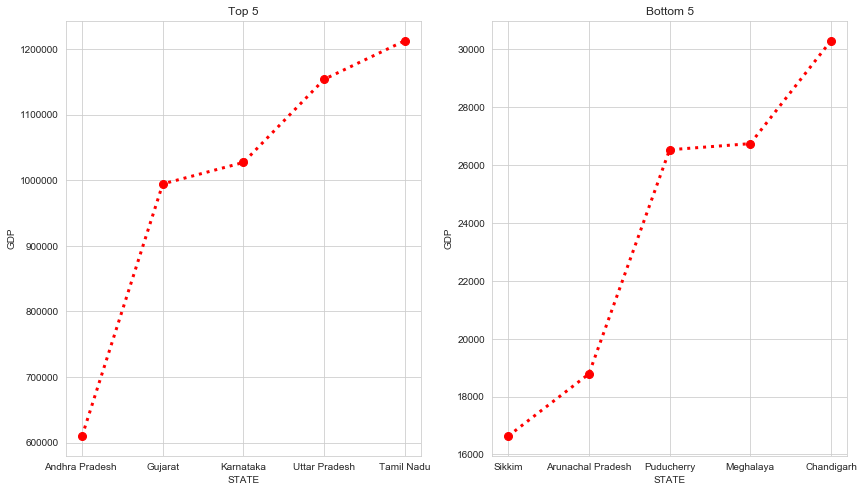 Top 5
1200000
1100000
1000000
900000
800000
700000
600000
GDP
Andhra Pradesh Gujarat Karnataka Uttar Pradesh Tamil Nadu
STATE
Bottom 5
30000
28000
26000
24000
22000
20000
18000
16000
GDP
Sikkim Arunachal Pradesh Puducherry Meghalaya Chandigarh
STATE